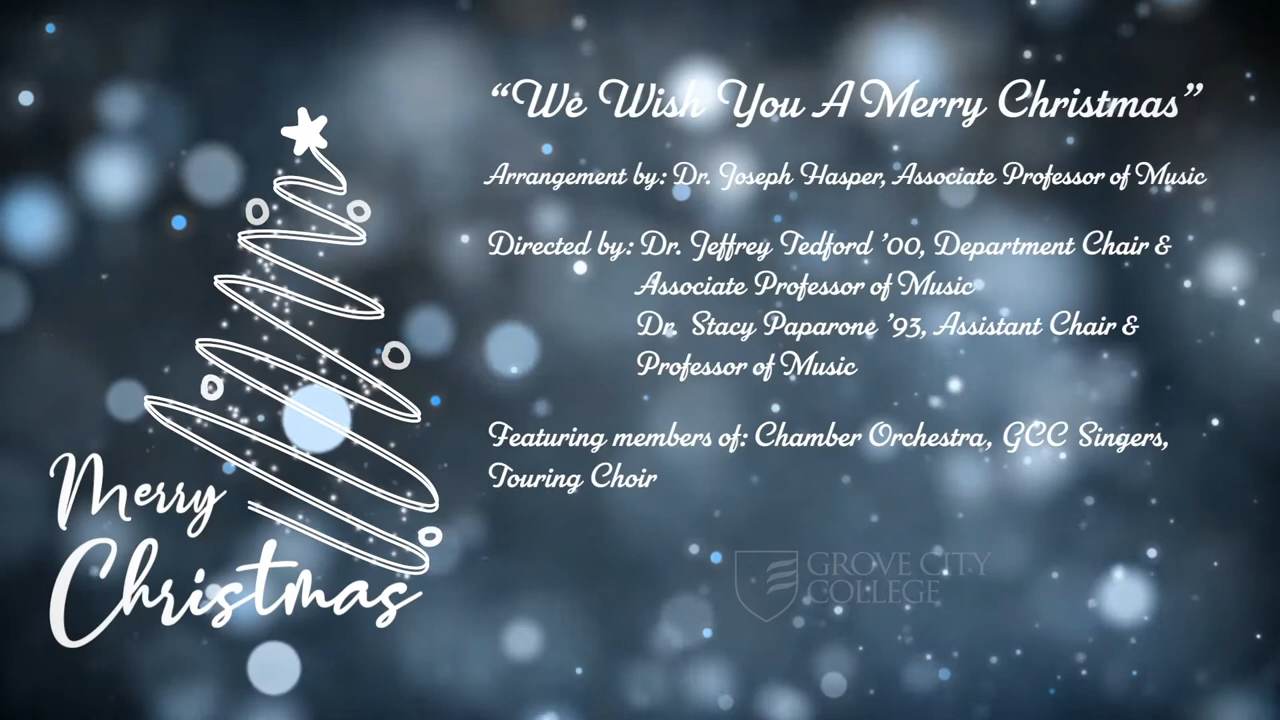 “We Wish You A Merry Christmas”
Arrangement by: Dr. Joseph Hasper, Associate Professor of Music
Directed by: Dr. Jeffrey Tedford ’00, Department Chair &
Associate Professor of Music
Dr. Stacy Paparone ’93, Assistant Chair &
Professor of Music
Featuring members of: Chamber Orchestra, GCC Singers,
Touring Choir
Merry
Christmas
GROVE CITY
COLLEGE